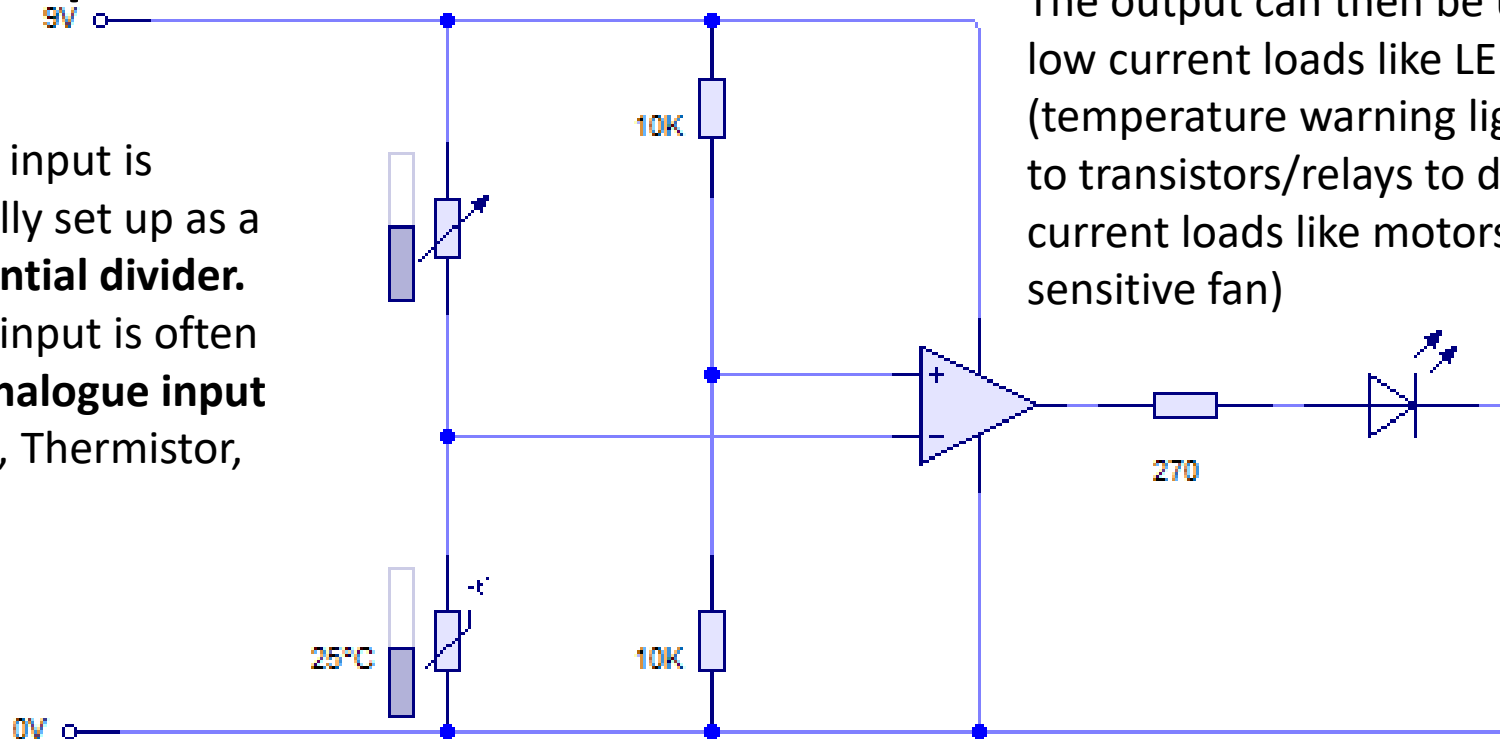 The output can then be
9V
low current loads like LE
10K
(temperature warning lig
input is
to transistors/relays to d
lly set up as a
current loads like motors
ntial divider.
sensitive fan)
input is often
nalogue input
+
, Thermistor,
−
270
-t°
25°C
10K
0V